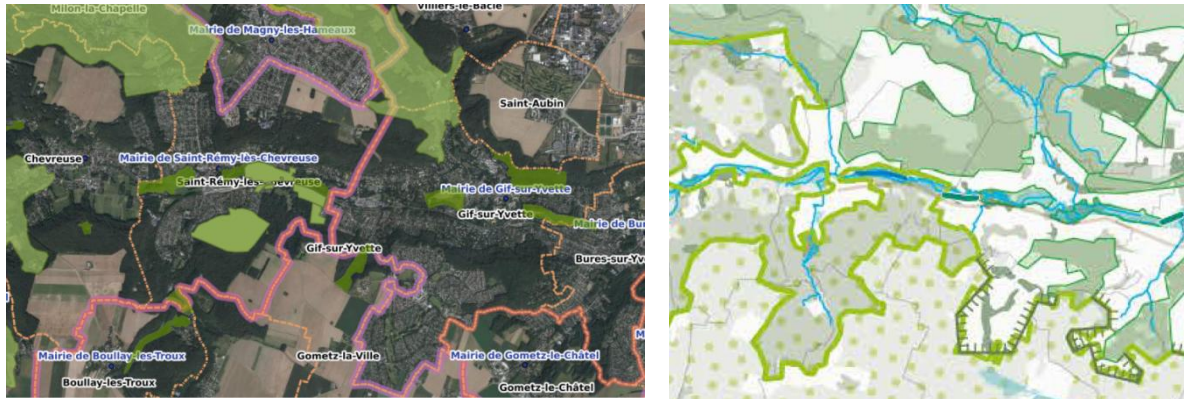 Milon-la-Chapelle
Villiers-le-Bâcle
Mairie de Magny-les-Hameaux
Saint-Aubin
Chevreuse
Mairie de Saint-Rémy-lès-Chevreuse
Saint-Rémy-lès-Chevreuse
Mairie de Gif-sur-Yvette
Gif-sur-Yvette
Mairie de Bu
Gif-sur-Yvette
Bures-sur-Yv
Mairie de Boullay-les-Troux
Gometz-la-Ville
Mairie de Gometz-le-Châtel
M
Boullay-les-Troux
Gometz-le-Châtel